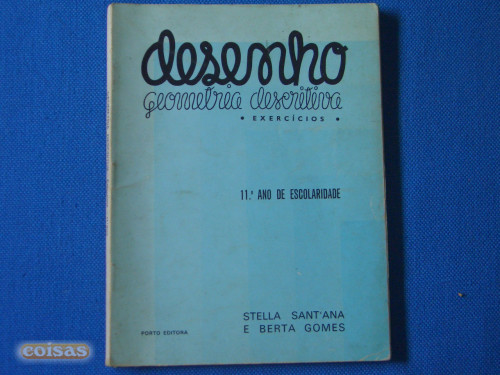 desenho
geometria descritiva
• EXERCÍCIOS •
11.º ANO DE ESCOLARIDADE
STELLA SANT'ANA
E BERTA GOMES
PORTO EDITORA
coisas